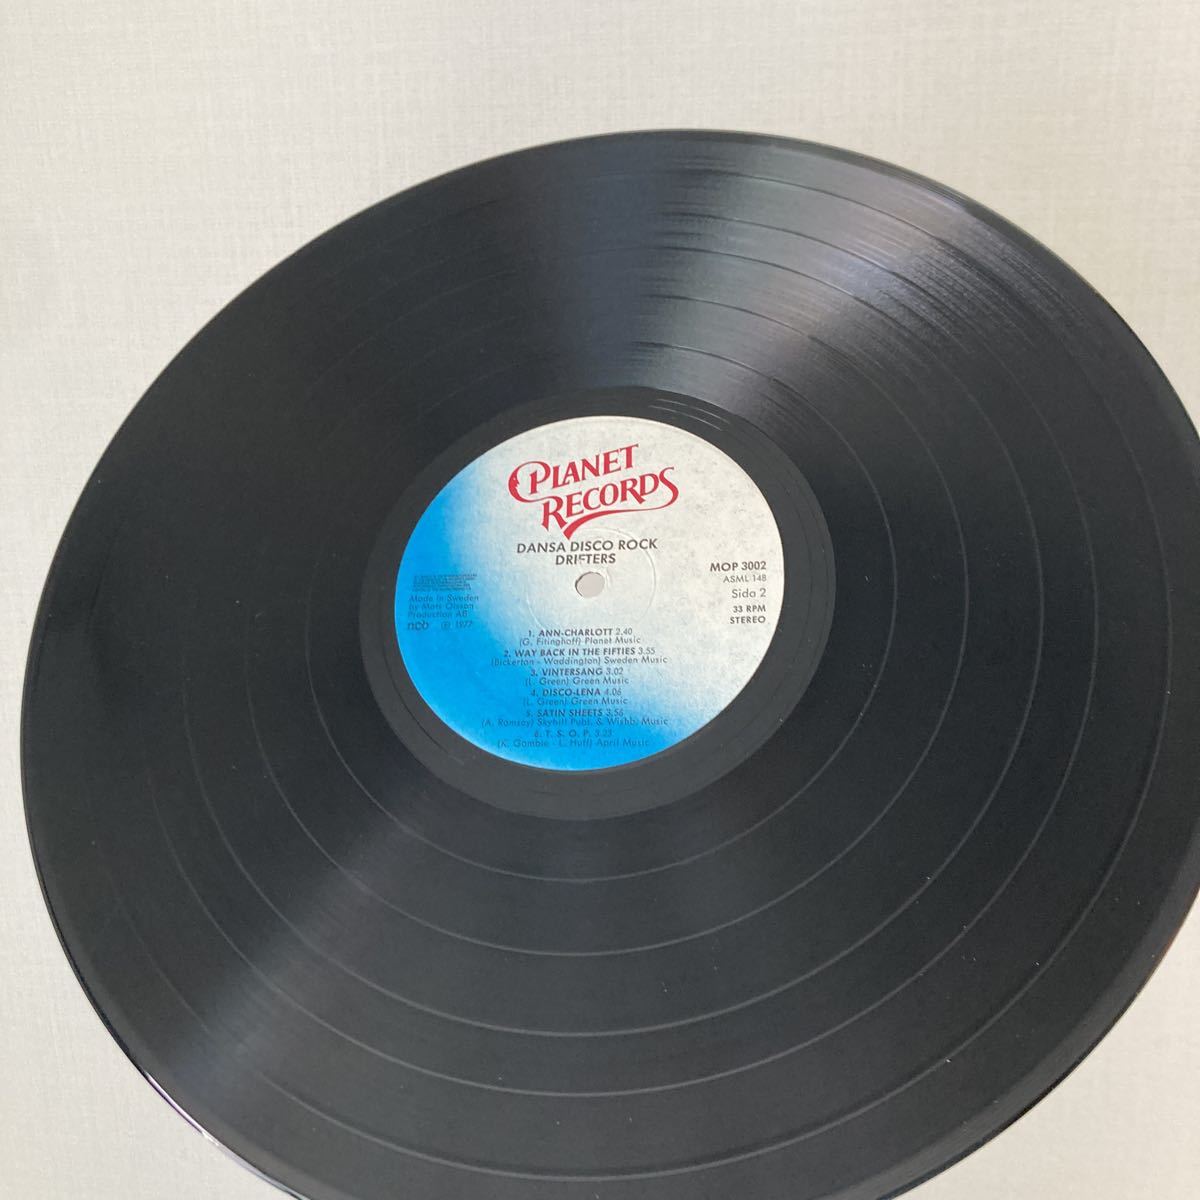 PLANET
RECORDS
DANSA DISCO ROCK
DRIFTERS
MOP 3002
ASML 148
Sida 2
33 RPM
STEREO
Made in Sweden
by Mats Olsson
Production AB
ncb ℗ 1977
1. ANN-CHARLOTT 2.40
(G. Fitinghoff) Planet Music
2. WAY BACK IN THE FIFTIES 3.55
(Bickerton - Waddington) Sweden Music
3. VINTERSANG 3.02
(L. Green) Green Music
4. DISCO-LENA 4.06
(L. Green) Green Music
5. SATIN SHEETS 3.56
(A. Ramsay) Skyhill Publ. & Wishb. Music
6. T. S. O. P. 3.23
(K. Gamble - L. Huff) April Music